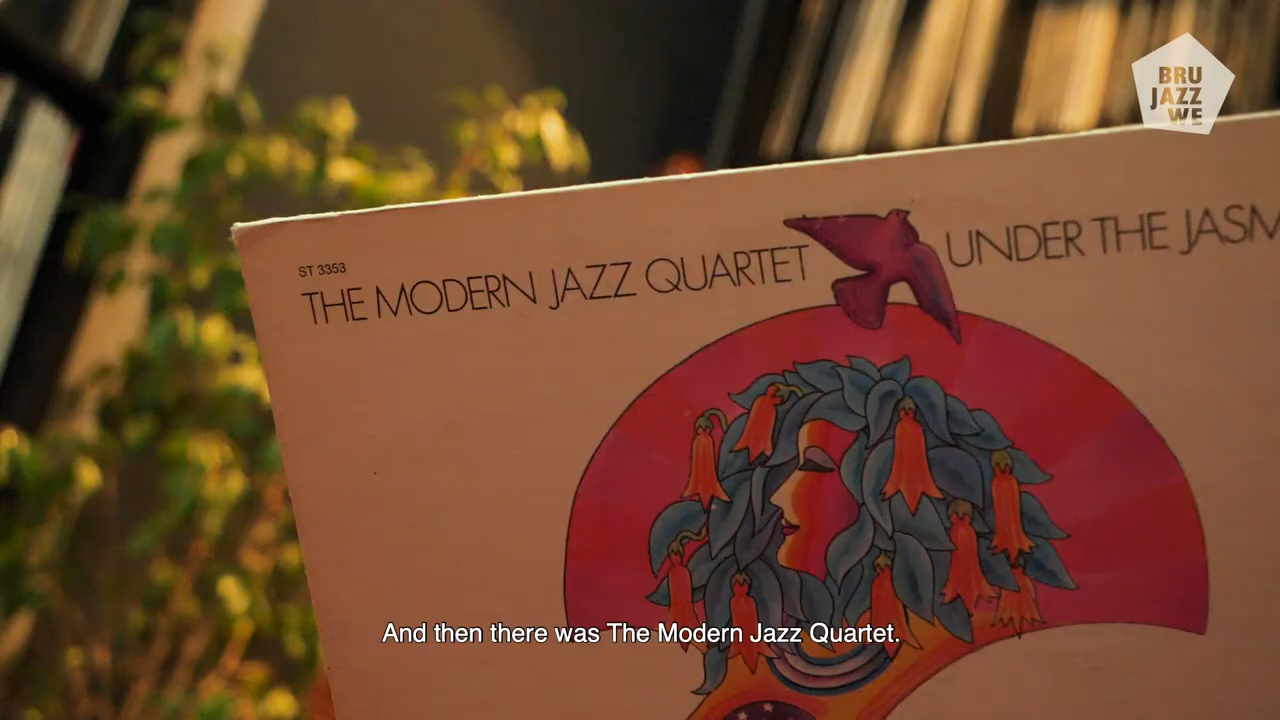 BRU
JAZZ
WE
ST 3353
THE MODERN JAZZ QUARTET UNDER THE JASM
And then there was The Modern Jazz Quartet.